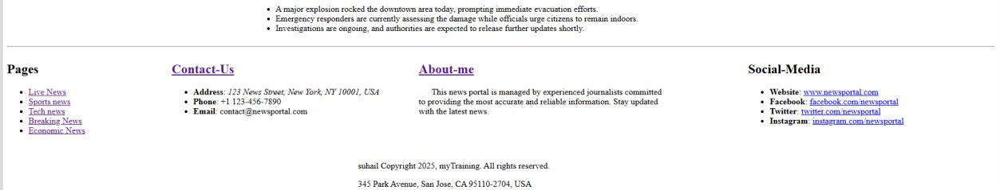 A major explosion rocked the downtown area today, prompting immediate evacuation efforts.
Emergency responders are currently assessing the damage while officials urge citizens to remain indoors.
Investigations are ongoing, and authorities are expected to release further updates shortly.
Pages
Live News
Sports news
Tech news
Breaking News
Economic News
Contact-Us
Address: 123 News Street, New York, NY 10001, USA
Phone: +1 123-456-7890
Email: contact@newsportal.com
About-me
This news portal is managed by experienced journalists committed
to providing the most accurate and reliable information. Stay updated
with the latest news.
Social-Media
Website: www.newsportal.com
Facebook: facebook.com/newsportal
Twitter: twitter.com/newsportal
Instagram: instagram.com/newsportal
suhail Copyright 2025, myTraining. All rights reserved.
345 Park Avenue, San Jose, CA 95110-2704, USA